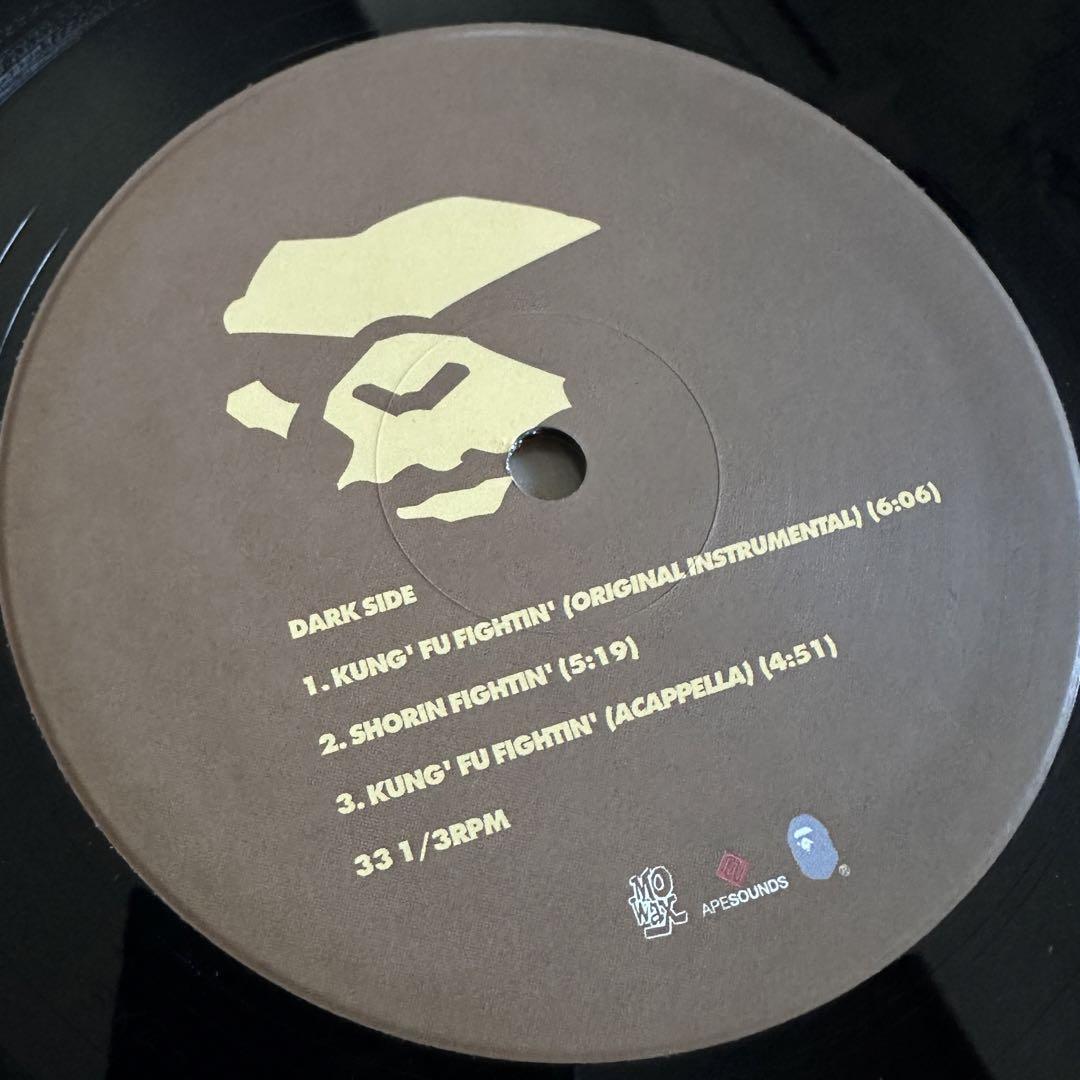 DARK SIDE
1. KUNG' FU FIGHTIN' (ORIGINAL INSTRUMENTAL) (6:06)
2. SHORIN FIGHTIN' (5:19)
3. KUNG' FU FIGHTIN' (ACAPPELLA) (4:51)
33 1/3RPM
MO
WAX
APESOUNDS
®